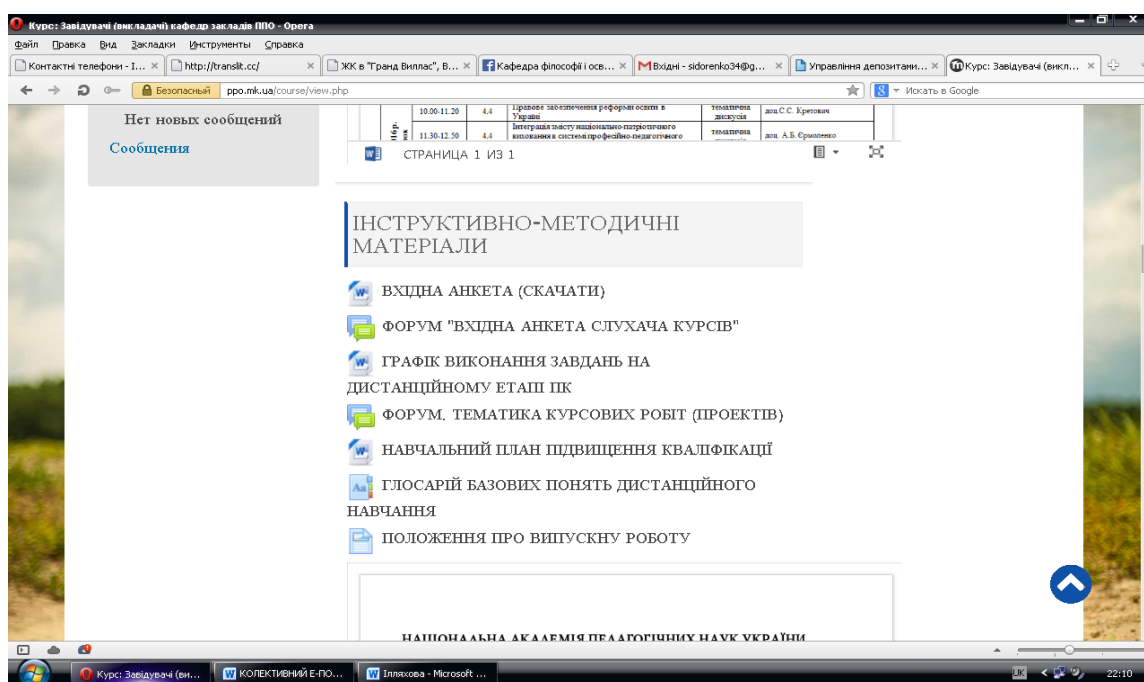 Курс: Завідувачі (викладачі) кафедр закладів ППО - Opera
Файл Правка Вид Закладки Инструменты Справка
Контактні телефони - І... http://translit.cc/ ЖК в "Гранд Виллас", В... Кафедра філософії і осв... Вхідні - sidorenko34@g... Управління депозитами... Курс: Завідувачі (викл...
Безопасный ppo.mk.ua/course/view.php Искать в Google
10.00-11.20 4,4 Правове забезпечення реформи освіти в Україні тематична дискусія доц.С.С. Кретович
11.30-12.50 4,4 Інтеграція змісту національно-патріотичного виховання в системі професійно-педагогічного тематична доц. А.Б. Єрмоленко
Нет новых сообщений
Сообщения
СТРАНИЦА 1 ИЗ 1
ІНСТРУКТИВНО-МЕТОДИЧНІ
МАТЕРІАЛИ
ВХІДНА АНКЕТА (СКАЧАТИ)
ФОРУМ "ВХІДНА АНКЕТА СЛУХАЧА КУРСІВ"
ГРАФІК ВИКОНАННЯ ЗАВДАНЬ НА
ДИСТАНЦІЙНОМУ ЕТАПІ ПК
ФОРУМ. ТЕМАТИКА КУРСОВИХ РОБІТ (ПРОЕКТІВ)
НАВЧАЛЬНИЙ ПЛАН ПІДВИЩЕННЯ КВАЛІФІКАЦІЇ
ГЛОСАРІЙ БАЗОВИХ ПОНЯТЬ ДИСТАНЦІЙНОГО
НАВЧАННЯ
ПОЛОЖЕННЯ ПРО ВИПУСКНУ РОБОТУ
НАЦІОНАЛЬНА АКАДЕМІЯ ПЕДАГОГІЧНИХ НАУК УКРАЇНИ
Курс: Завідувачі (ви... КОЛЕКТИВНИЙ Е-ПО... Ілляхова - Microsoft ... UK 22:10